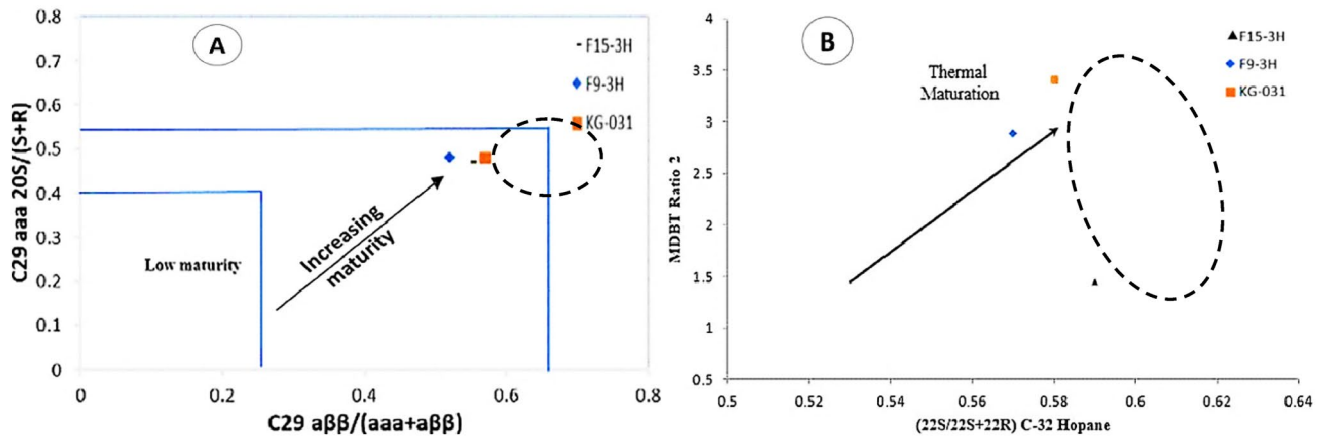 A
0.8
0.7
0.6
0.5
0.4
0.3
0.2
0.1
0
C29 aaa 20S/(S+R)
0
0.2
0.4
0.6
0.8
C29 aββ/(aaa+aββ)
F15-3H
F9-3H
KG-031
Low maturity
Increasing
maturity
B
4
3.5
3
2.5
2
1.5
1
0.5
MDBT Ratio 2
0.5
0.52
0.54
0.56
0.58
0.6
0.62
0.64
(22S/22S+22R) C-32 Hopane
Thermal
Maturation
F15-3H
F9-3H
KG-031